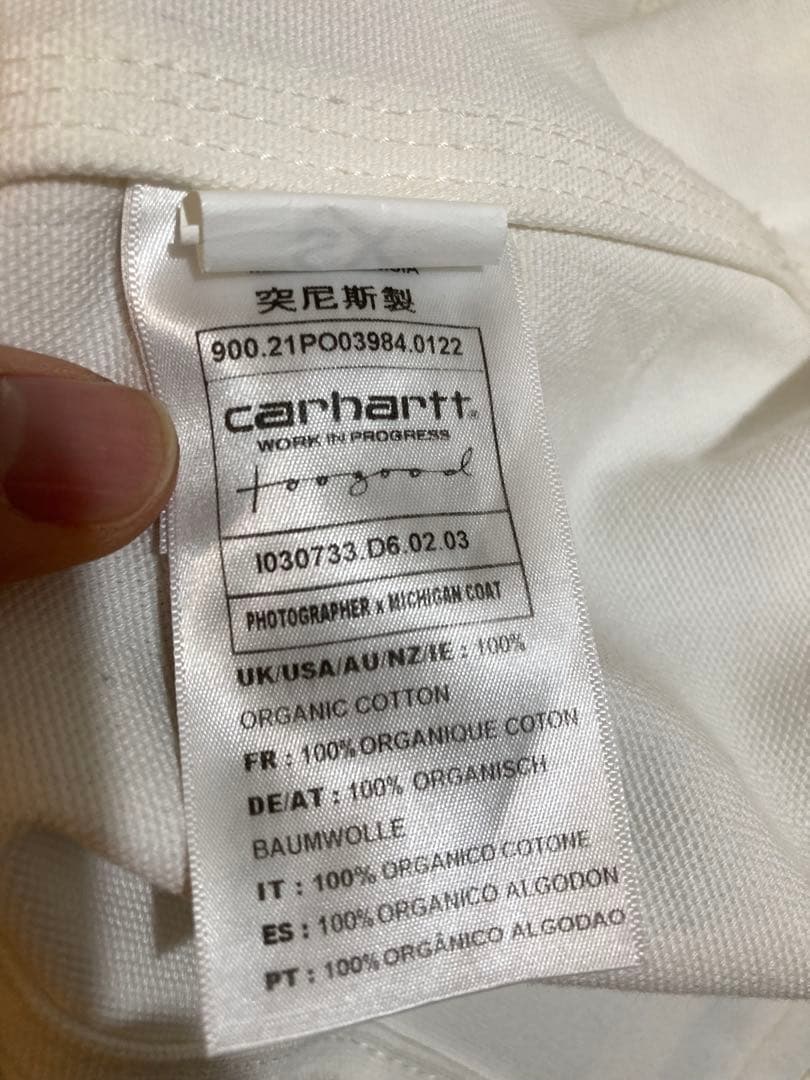 突尼斯製
900.21PO03984.0122
carhartt®
WORK IN PROGRESS
toogood
I030733.D6.02.03
PHOTOGRAPHER x MICHIGAN COAT
UK/USA/AU/NZ/IE : 100%
ORGANIC COTTON
FR : 100% ORGANIQUE COTON
DE/AT : 100% ORGANISCH
BAUMWOLLE
IT : 100% ORGANICO COTONE
ES : 100% ORGANICO ALGODON
PT : 100% ORGÂNICO ALGODAO